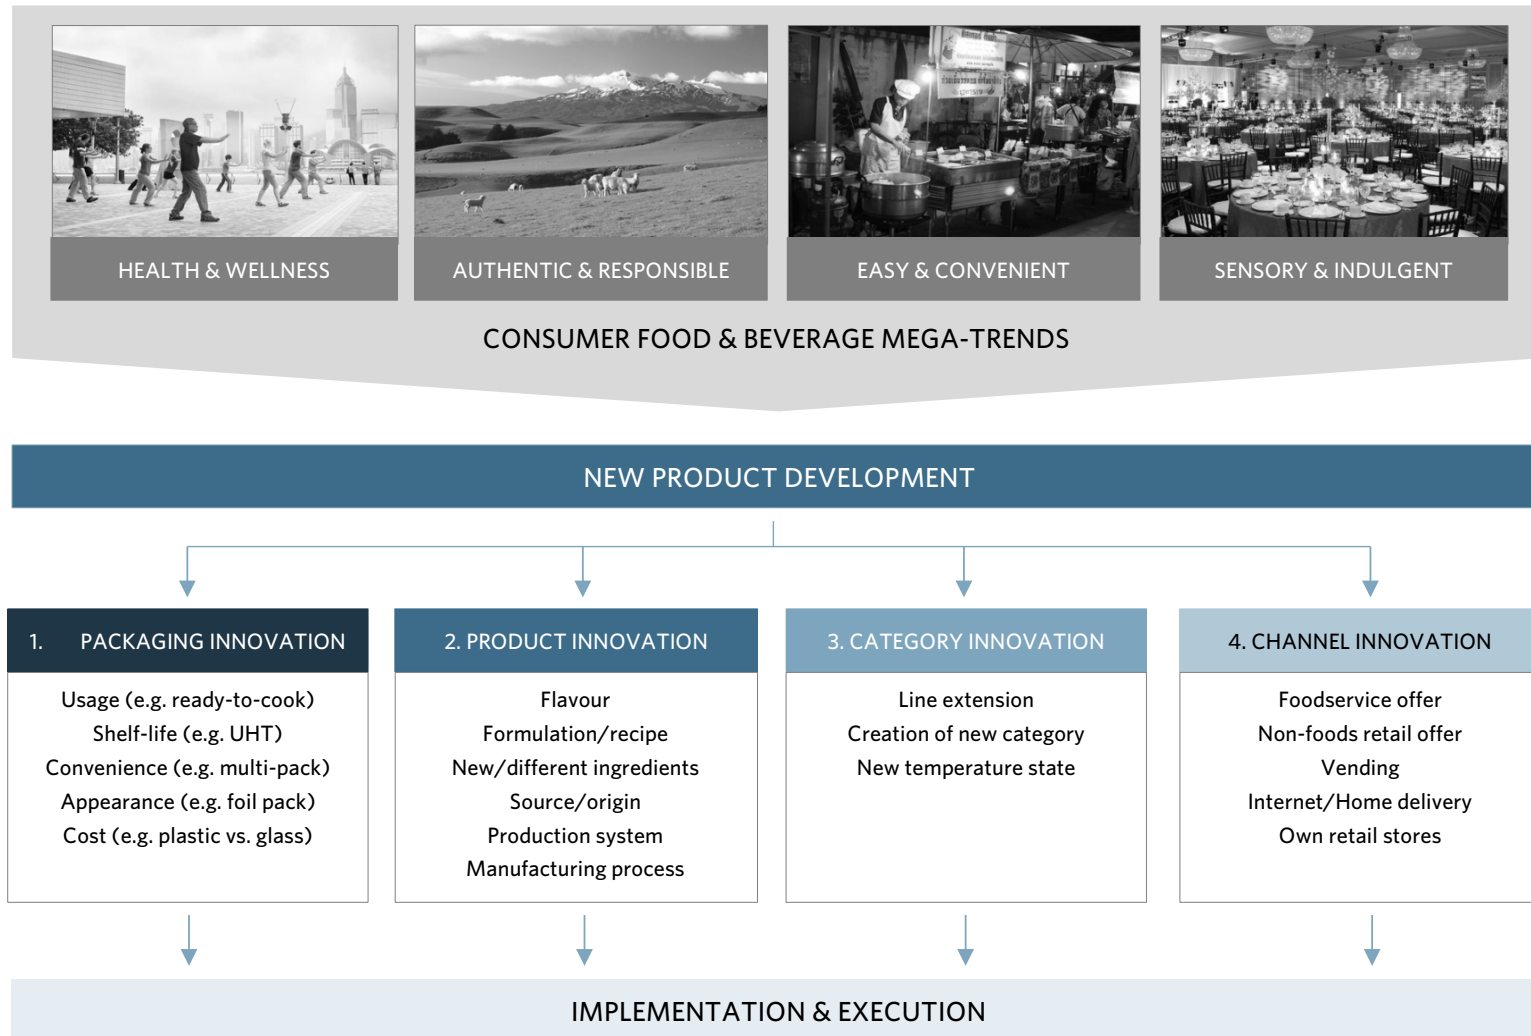 HEALTH & WELLNESS
AUTHENTIC & RESPONSIBLE
EASY & CONVENIENT
SENSORY & INDULGENT
CONSUMER FOOD & BEVERAGE MEGA-TRENDS
NEW PRODUCT DEVELOPMENT
1. PACKAGING INNOVATION
Usage (e.g. ready-to-cook)
Shelf-life (e.g. UHT)
Convenience (e.g. multi-pack)
Appearance (e.g. foil pack)
Cost (e.g. plastic vs. glass)
2. PRODUCT INNOVATION
Flavour
Formulation/recipe
New/different ingredients
Source/origin
Production system
Manufacturing process
3. CATEGORY INNOVATION
Line extension
Creation of new category
New temperature state
4. CHANNEL INNOVATION
Foodservice offer
Non-foods retail offer
Vending
Internet/Home delivery
Own retail stores
IMPLEMENTATION & EXECUTION